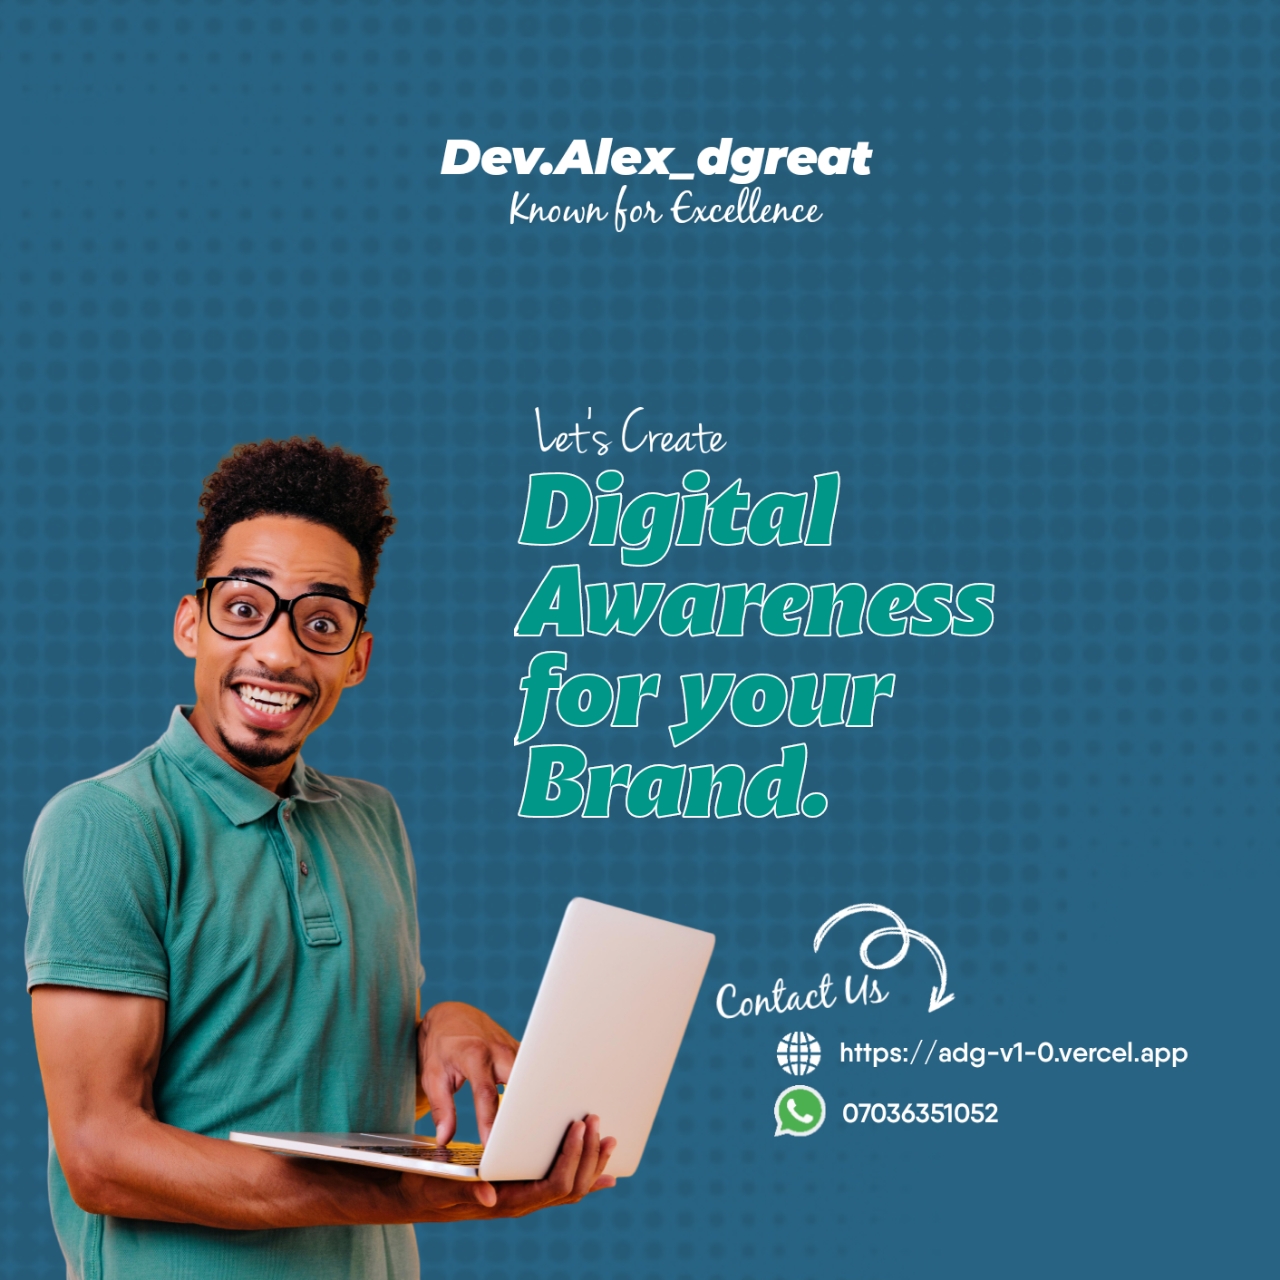 Dev.Alex_dgreat
Known for Excellence
Let's Create
Digital
Awareness
for your
Brand.
Contact Us
https://adg-v1-0.vercel.app
07036351052